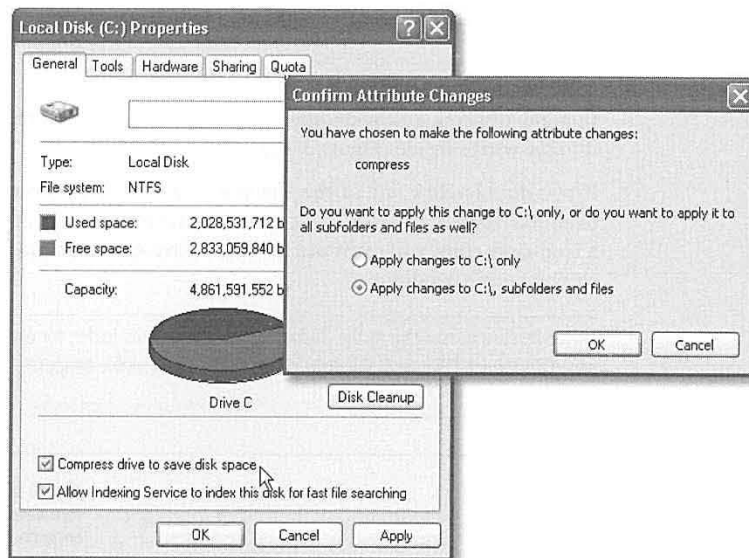 Local Disk (C:) Properties
General Tools Hardware Sharing Quota
Type: Local Disk
File system: NTFS
Used space: 2,028,531,712 b
Free space: 2,833,059,840 b
Capacity: 4,861,591,552 b
Drive C
Disk Cleanup
Compress drive to save disk space
Allow Indexing Service to index this disk for fast file searching
OK Cancel Apply
Confirm Attribute Changes
You have chosen to make the following attribute changes:
compress
Do you want to apply this change to C:\ only, or do you want to apply it to
all subfolders and files as well?
Apply changes to C:\ only
Apply changes to C:\, subfolders and files
OK Cancel